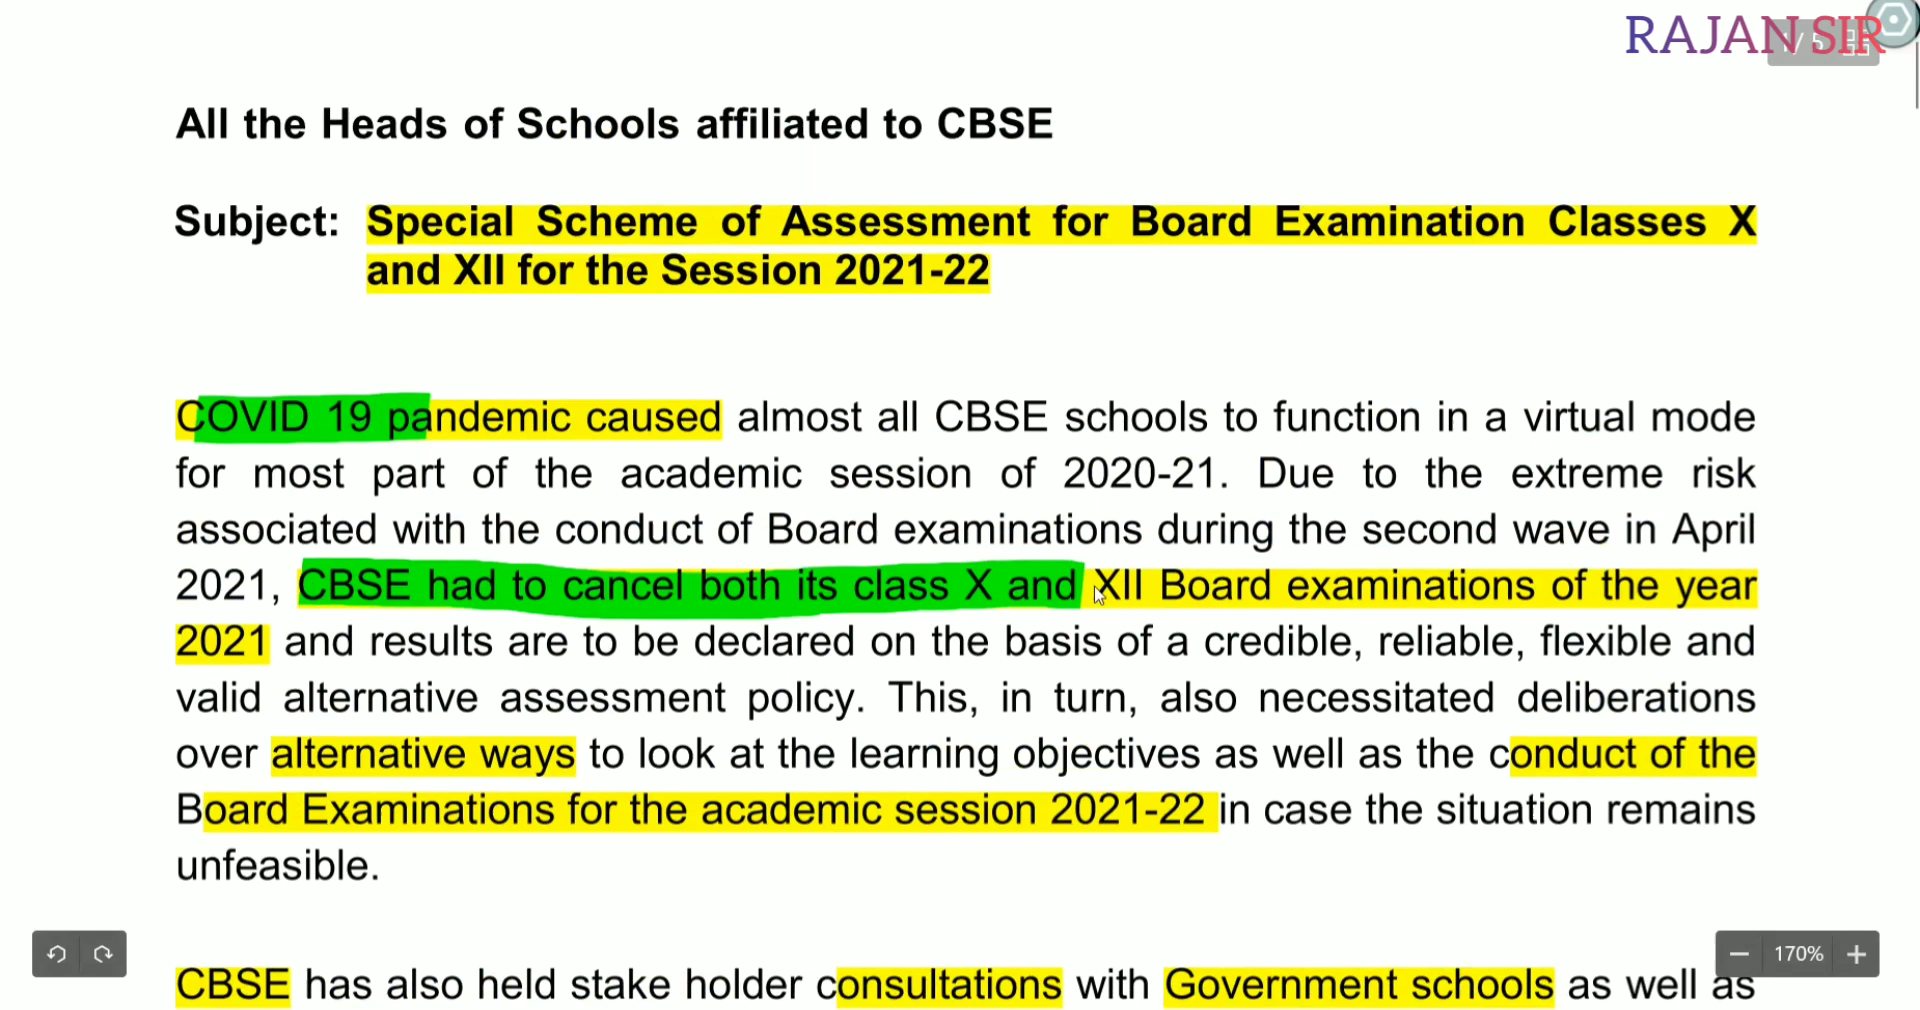 RAJAN SIR
1 / 5
All the Heads of Schools affiliated to CBSE
Subject: Special Scheme of Assessment for Board Examination Classes X
and XII for the Session 2021-22
COVID 19 pandemic caused almost all CBSE schools to function in a virtual mode
for most part of the academic session of 2020-21. Due to the extreme risk
associated with the conduct of Board examinations during the second wave in April
2021, CBSE had to cancel both its class X and XII Board examinations of the year
2021 and results are to be declared on the basis of a credible, reliable, flexible and
valid alternative assessment policy. This, in turn, also necessitated deliberations
over alternative ways to look at the learning objectives as well as the conduct of the
Board Examinations for the academic session 2021-22 in case the situation remains
unfeasible.
170%
CBSE has also held stake holder consultations with Government schools as well as